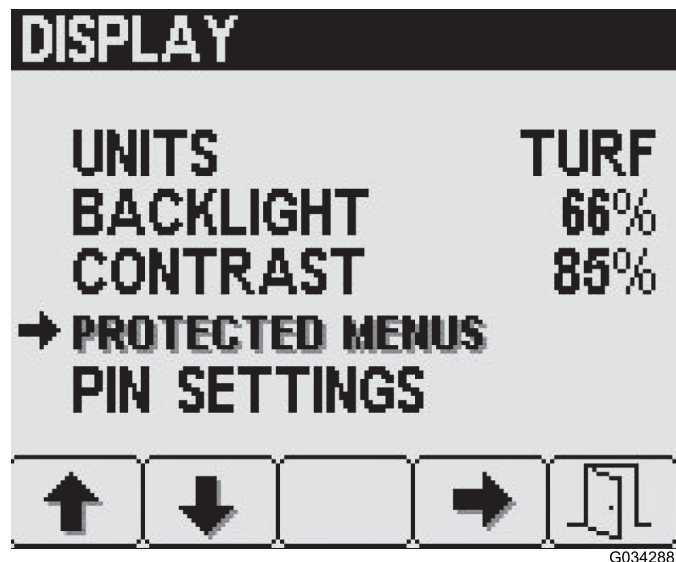 DISPLAY
UNITS TURF
BACKLIGHT 66%
CONTRAST 85%
PROTECTED MENUS
PIN SETTINGS
G034288